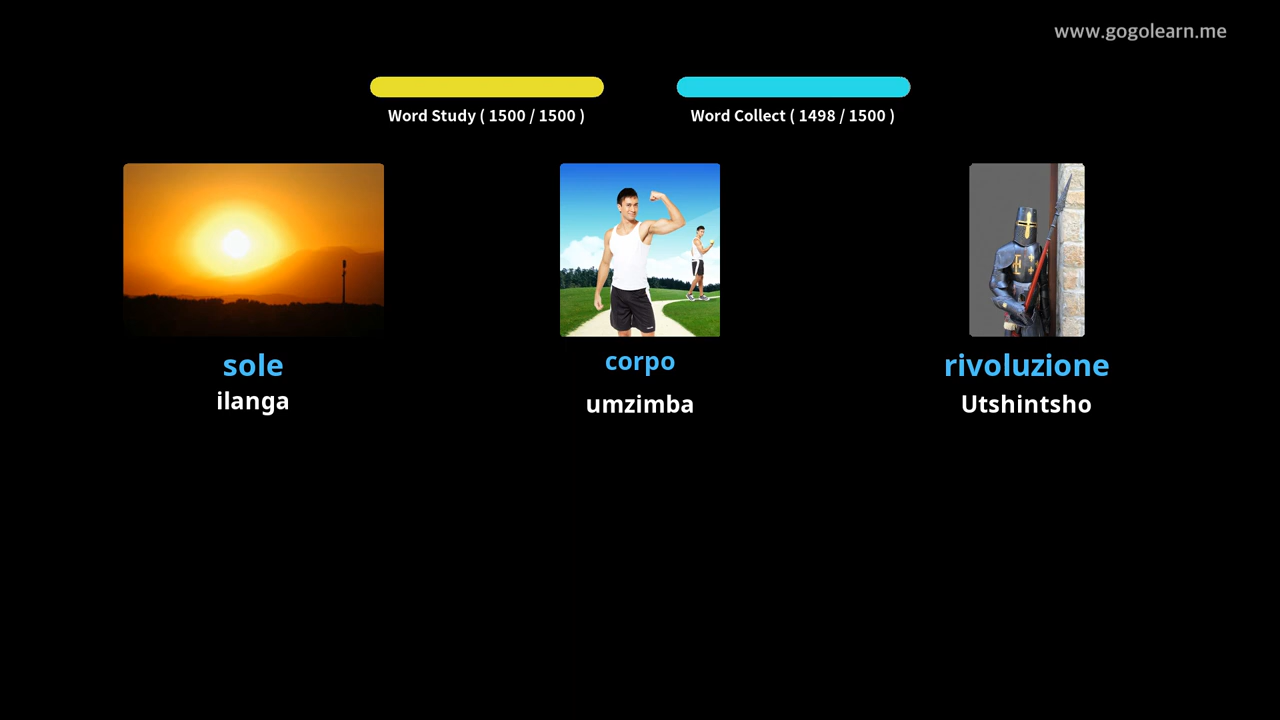 www.gogolearn.me
Word Study ( 1500 / 1500 )
Word Collect ( 1498 / 1500 )
sole
ilanga
corpo
umzimba
rivoluzione
Utshintsho